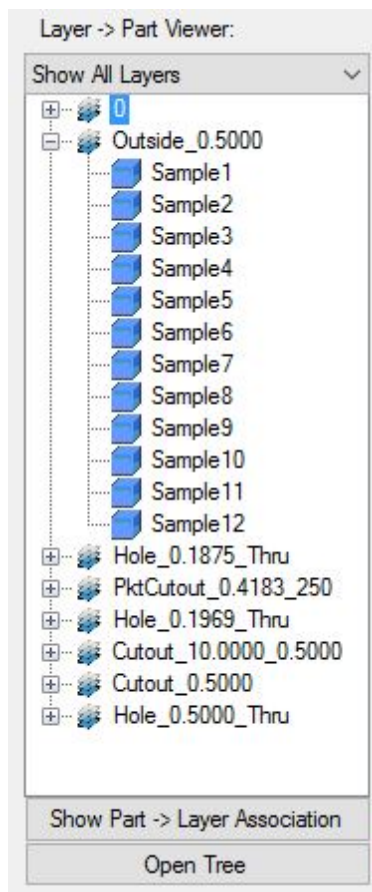 Layer -> Part Viewer:
Show All Layers
0
Outside_0.5000
Sample1
Sample2
Sample3
Sample4
Sample5
Sample6
Sample7
Sample8
Sample9
Sample10
Sample11
Sample12
Hole_0.1875_Thru
PktCutout_0.4183_250
Hole_0.1969_Thru
Cutout_10.0000_0.5000
Cutout_0.5000
Hole_0.5000_Thru
Show Part -> Layer Association
Open Tree